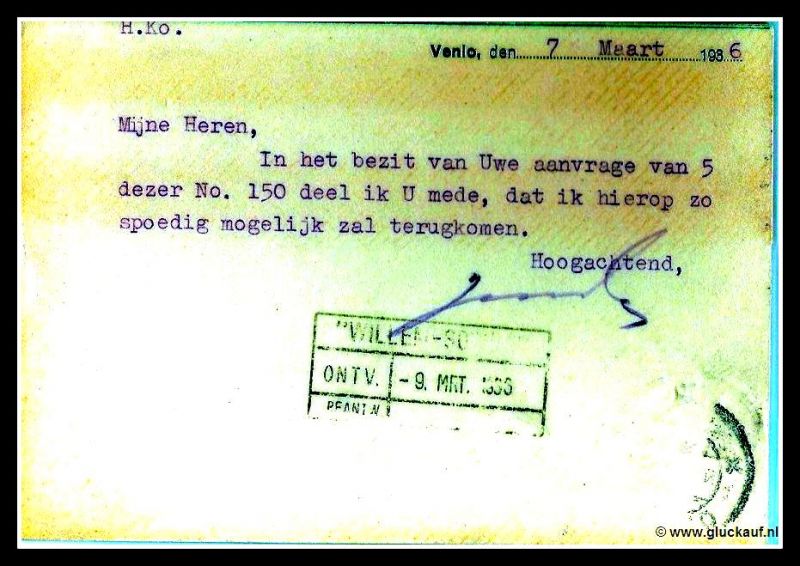 H.Ko.
Venlo, den 7 Maart 1936
Mijne Heren,
In het bezit van Uwe aanvrage van 5
dezer No. 150 deel ik U mede, dat ik hierop zo
spoedig mogelijk zal terugkomen.
Hoogachtend,
"WILLEM-SO
ONTV. - 9. MRT. 1936
© www.gluckauf.nl